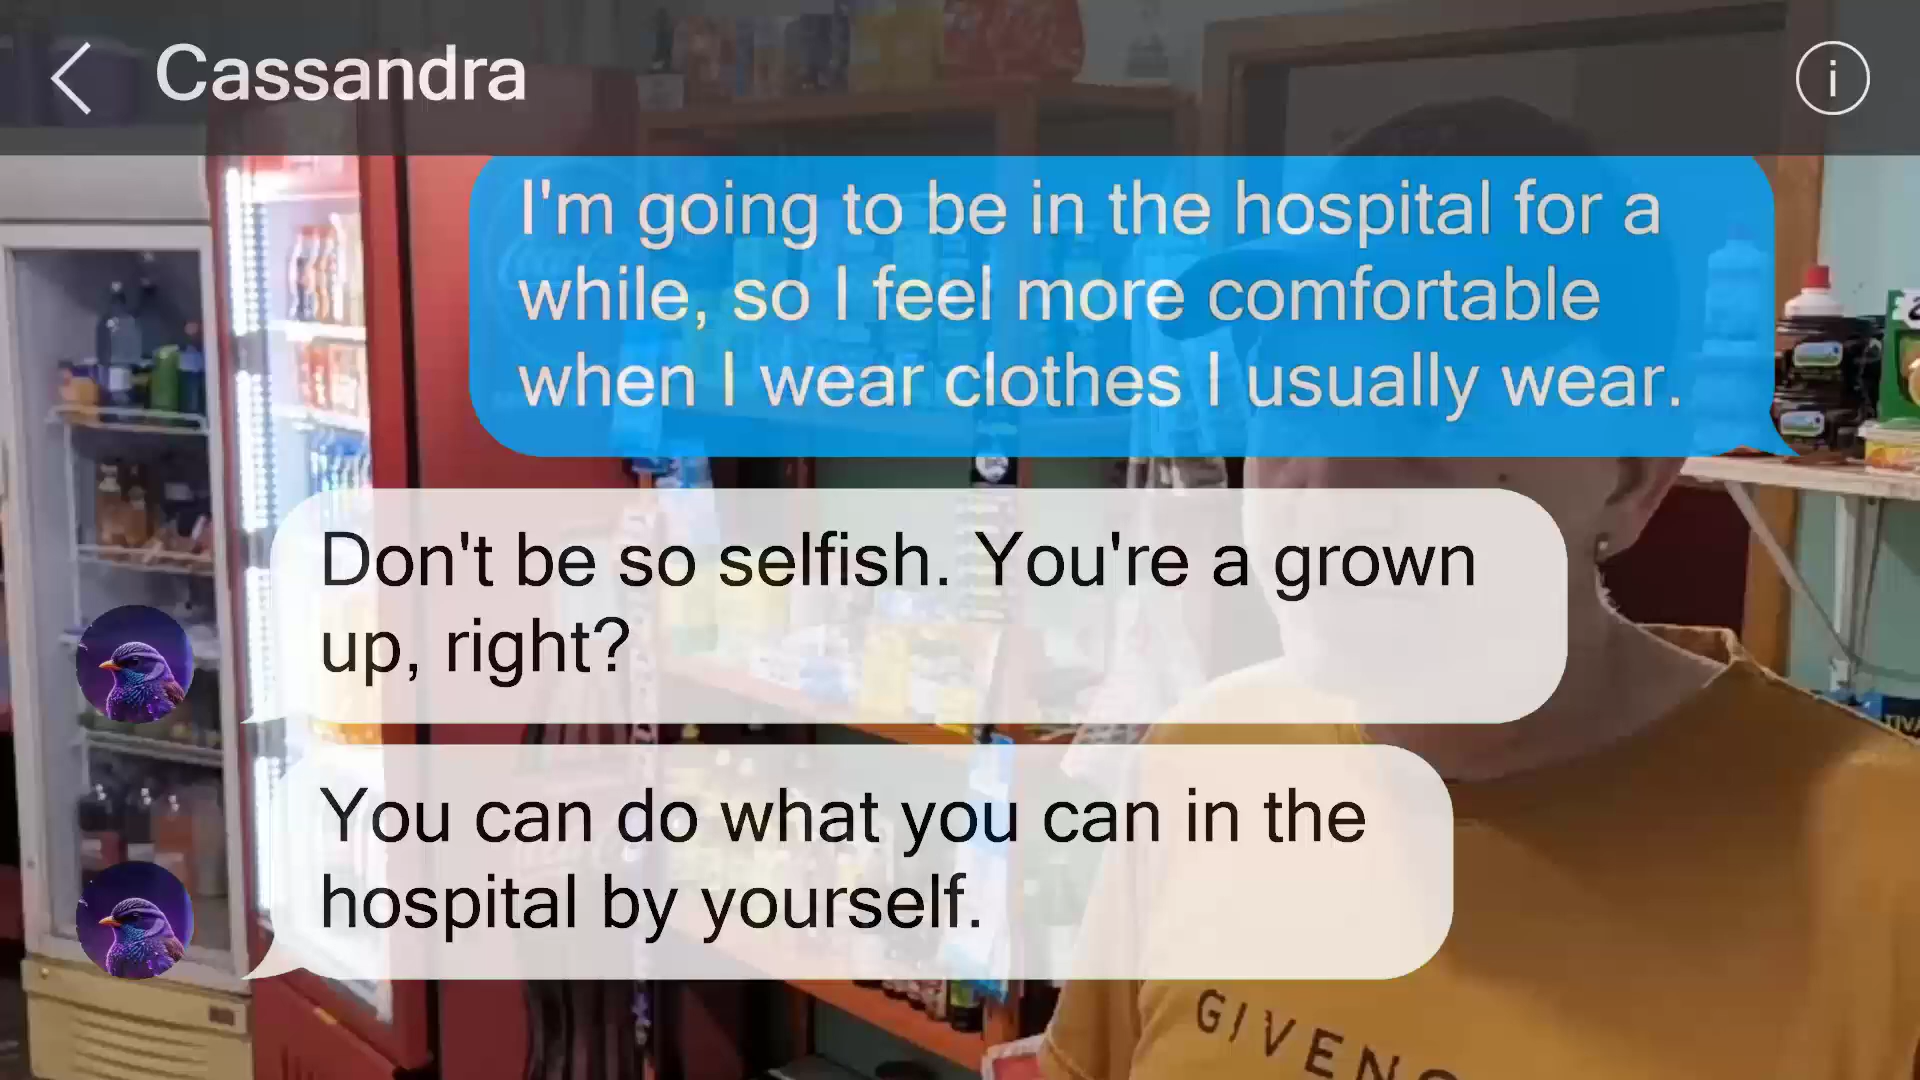 Cassandra
I'm going to be in the hospital for a
while, so I feel more comfortable
when I wear clothes I usually wear.
Don't be so selfish. You're a grown
up, right?
You can do what you can in the
hospital by yourself.
GIVENC